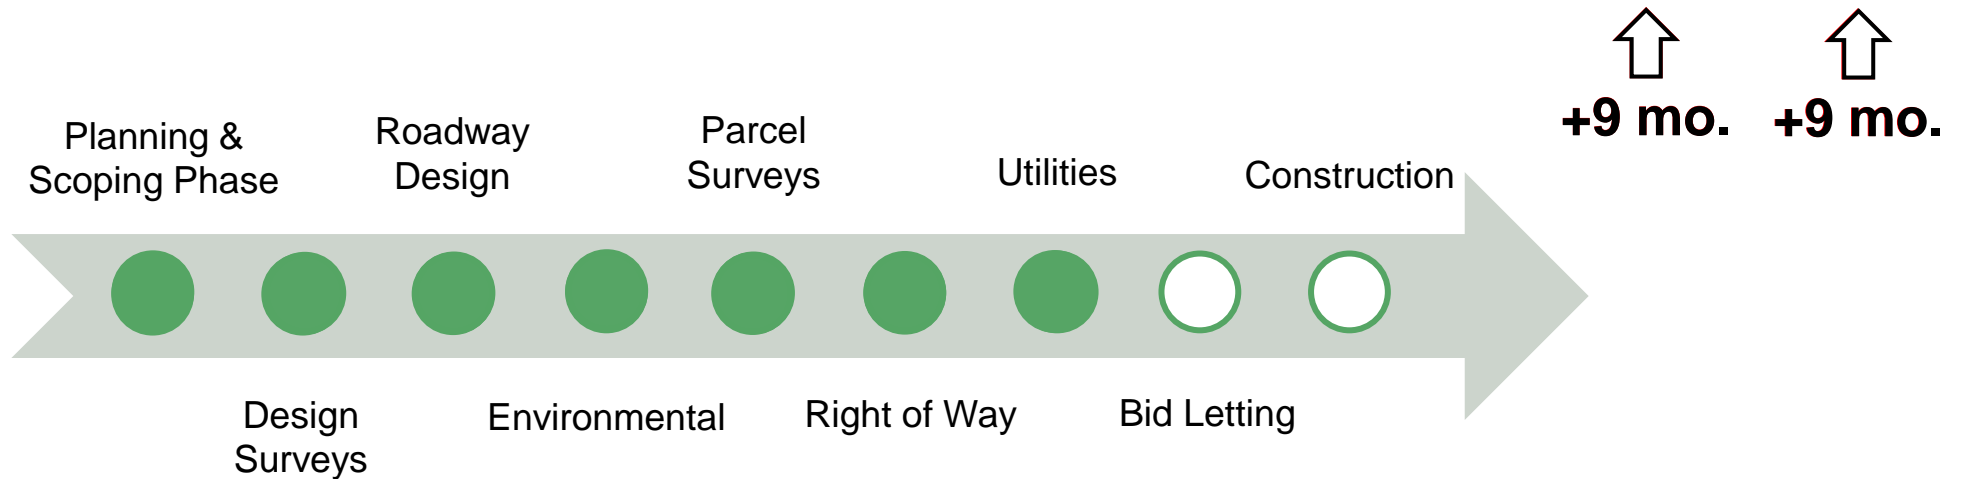 +9 mo.
+9 mo.
Planning &
Scoping Phase
Roadway
Design
Parcel
Surveys
Utilities
Construction
Design
Surveys
Environmental
Right of Way
Bid Letting